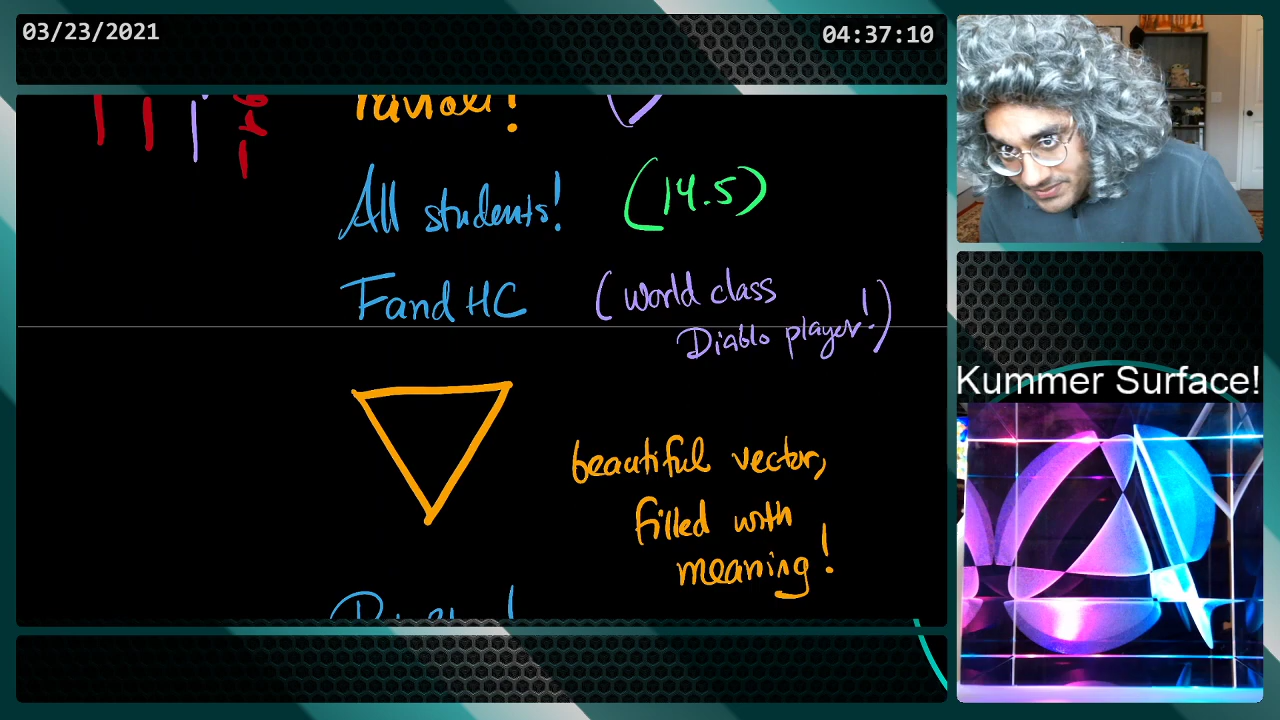 03/23/2021
04:37:10
All students! (14.5)
F and HC (World class
Diablo player!)
beautiful vector,
filled with
meaning!
Kummer Surface!